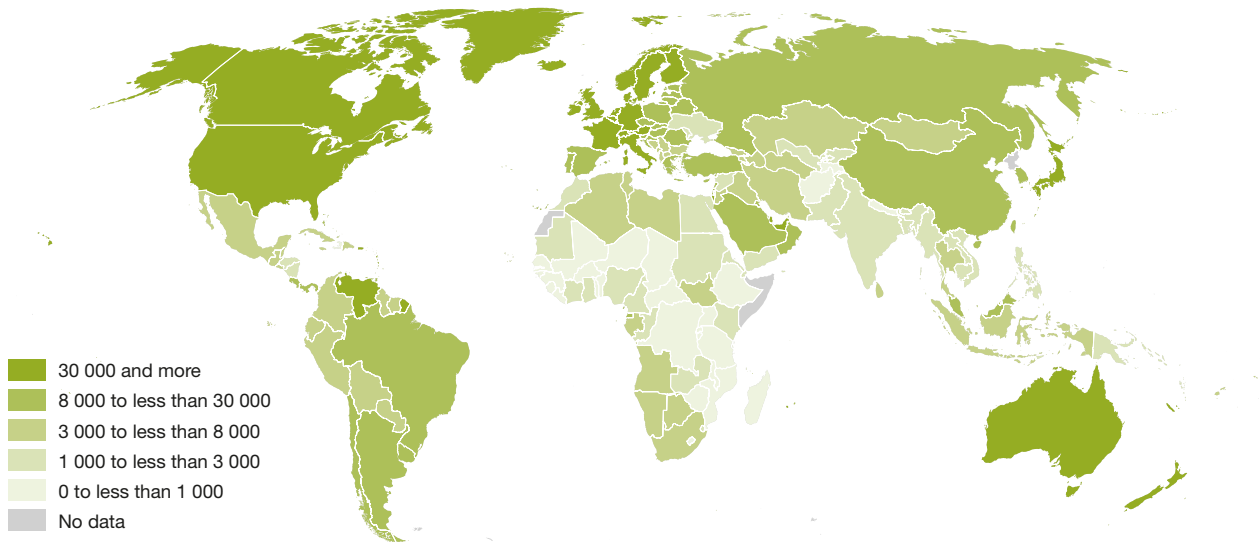 30 000 and more
8 000 to less than 30 000
3 000 to less than 8 000
1 000 to less than 3 000
0 to less than 1 000
No data